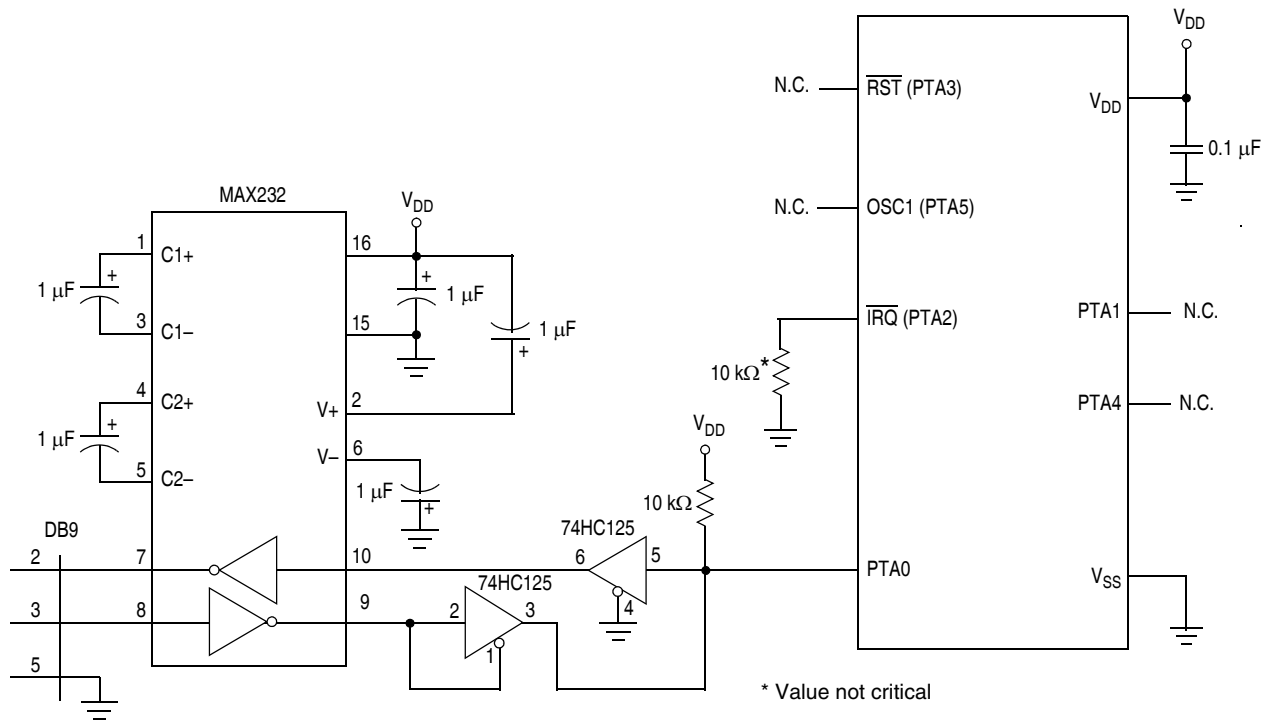 V_DD
N.C.
RST (PTA3)
V_DD
0.1 µF
MAX232
V_DD
N.C.
OSC1 (PTA5)
1
C1+
16
1 µF
+
+
1 µF
3
C1–
15
1 µF
+
IRQ (PTA2)
PTA1
N.C.
10 kΩ*
4
C2+
V+
2
PTA4
N.C.
1 µF
+
V_DD
5
C2–
V–
6
1 µF
+
10 kΩ
DB9
74HC125
2
7
10
6
5
PTA0
V_SS
74HC125
4
3
8
9
2
3
1
5
* Value not critical